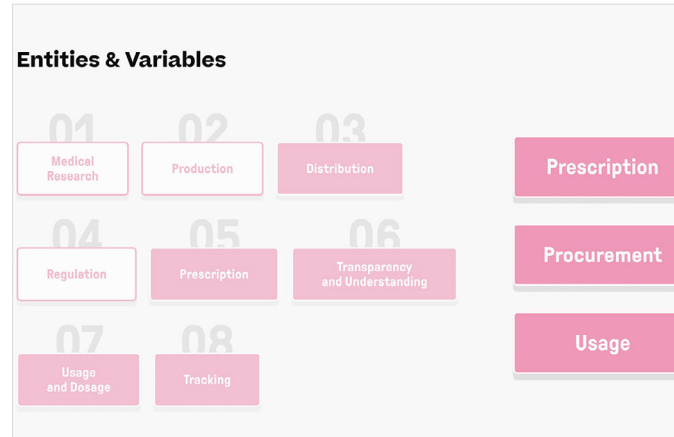 Entities & Variables
01
Medical
Research
02
Production
03
Distribution
04
Regulation
05
Prescription
06
Transparency
and Understanding
07
Usage
and Dosage
08
Tracking
Prescription
Procurement
Usage